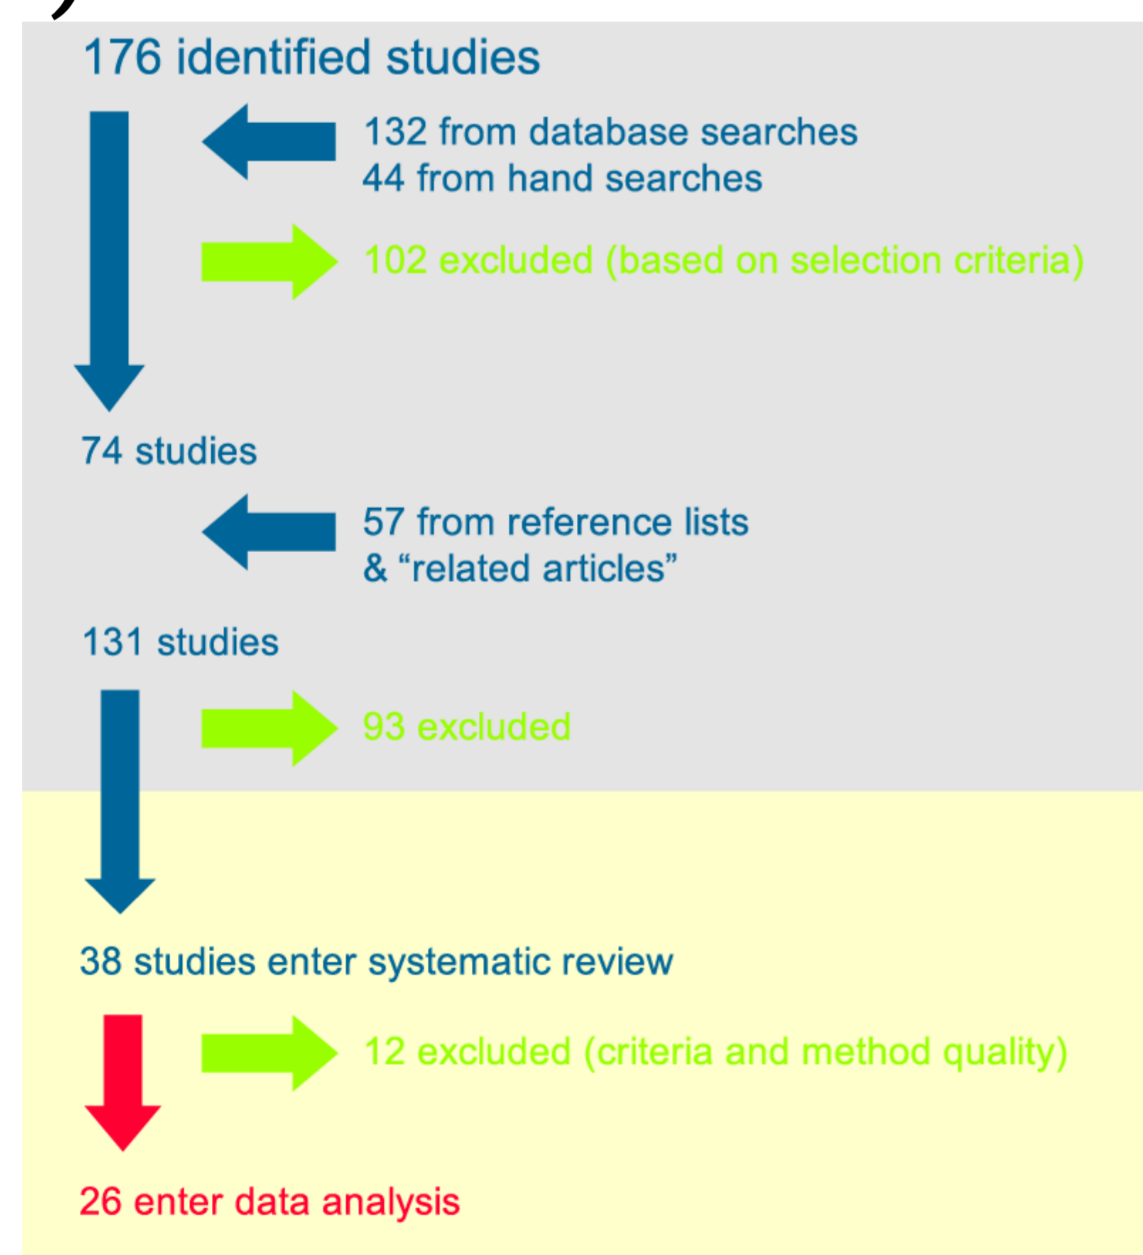 176 identified studies
132 from database searches
44 from hand searches
102 excluded (based on selection criteria)
74 studies
57 from reference lists
& “related articles”
131 studies
93 excluded
38 studies enter systematic review
12 excluded (criteria and method quality)
26 enter data analysis